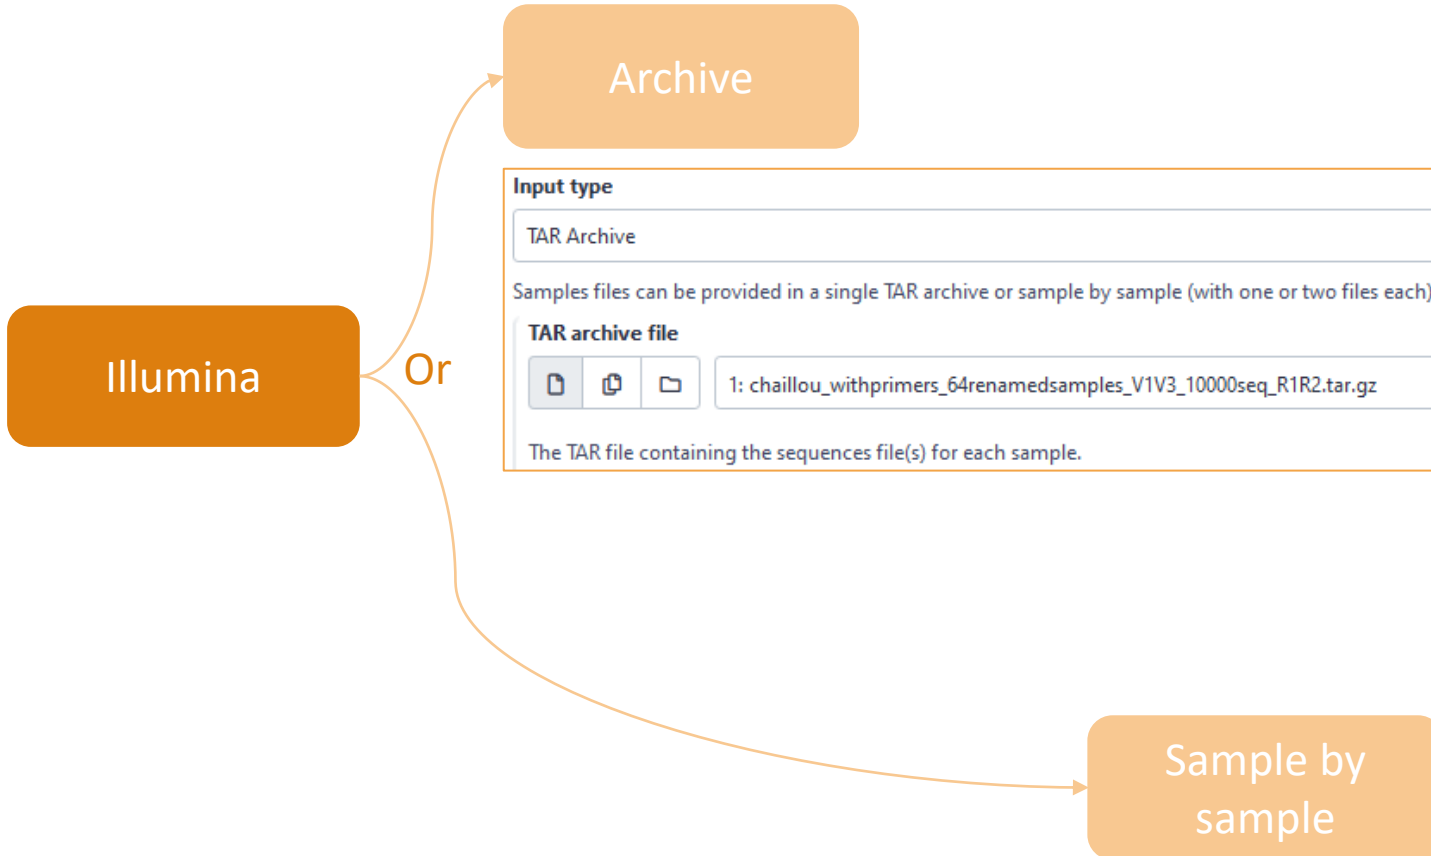 Archive
Input type
TAR Archive
Samples files can be provided in a single TAR archive or sample by sample (with one or two files each)
TAR archive file
1: chaillou_withprimers_64renamedsamples_V1V3_10000seq_R1R2.tar.gz
The TAR file containing the sequences file(s) for each sample.
Illumina
Or
Sample by
sample